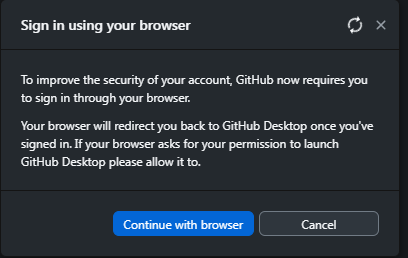 Sign in using your browser
To improve the security of your account, GitHub now requires you
to sign in through your browser.
Your browser will redirect you back to GitHub Desktop once you've
signed in. If your browser asks for your permission to launch
GitHub Desktop please allow it to.
Continue with browser
Cancel